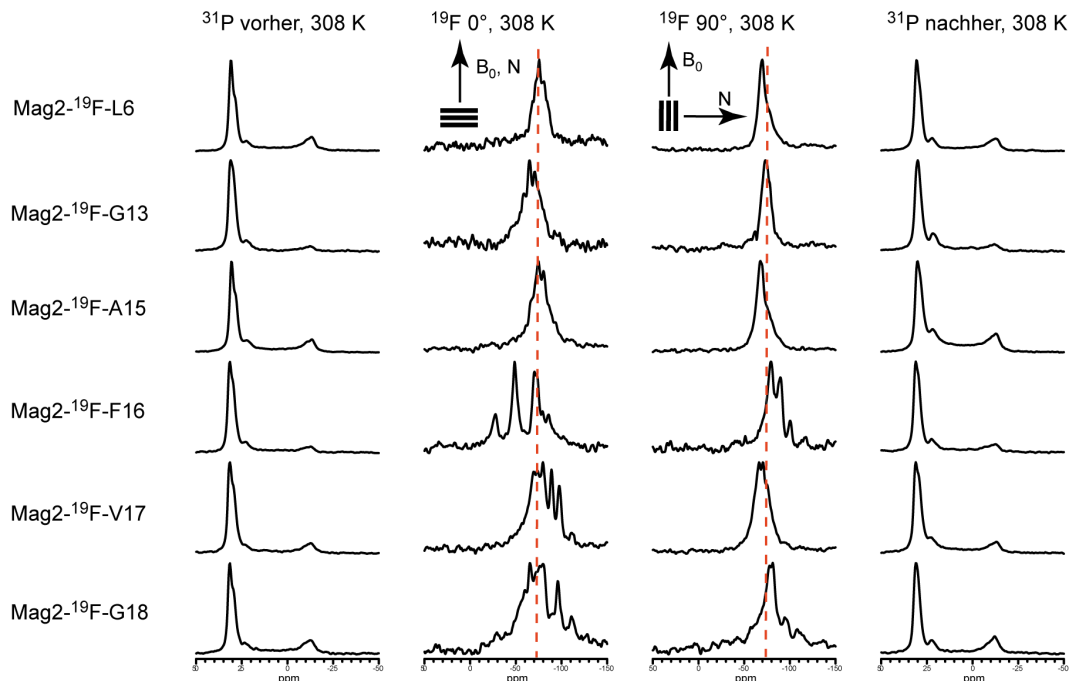 ³¹P vorher, 308 K
¹⁹F 0°, 308 K
¹⁹F 90°, 308 K
³¹P nachher, 308 K
B₀, N
B₀
N
Mag2-¹⁹F-L6
Mag2-¹⁹F-G13
Mag2-¹⁹F-A15
Mag2-¹⁹F-F16
Mag2-¹⁹F-V17
Mag2-¹⁹F-G18
50 25 0 -25 -50
50 0 -50 -100 -150
50 0 -50 -100 -150
50 25 0 -25 -50
ppm ppm ppm ppm